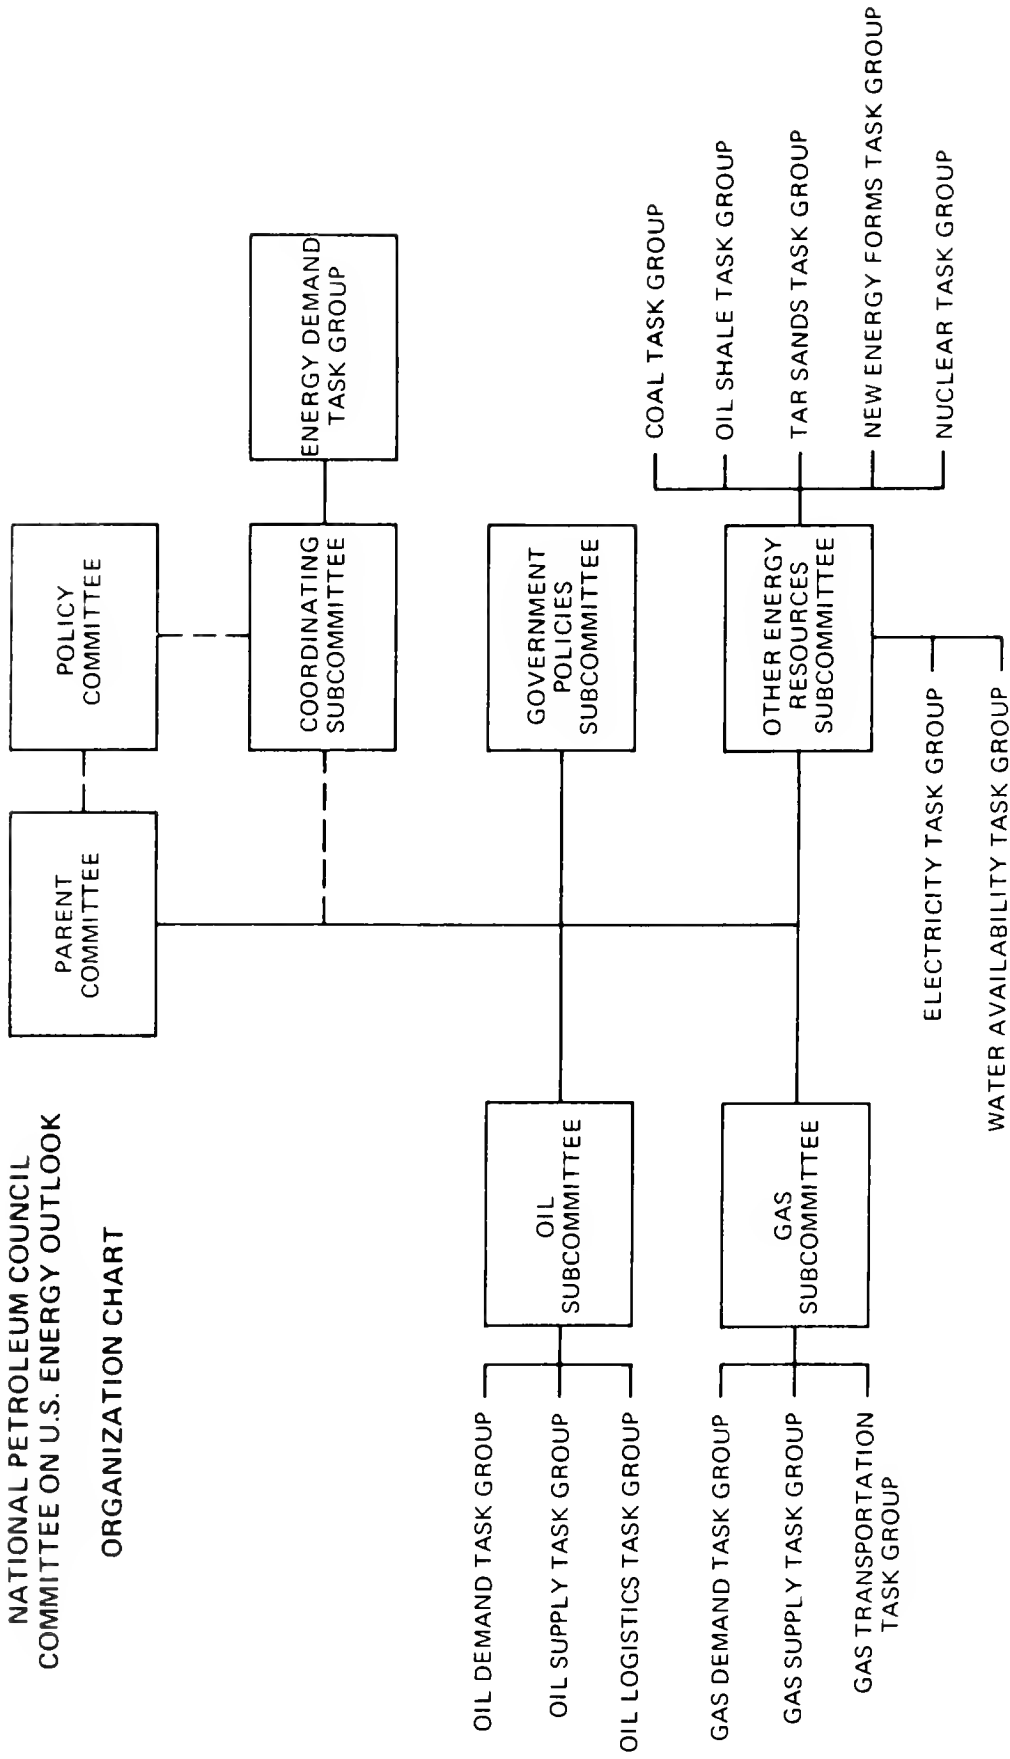 NATIONAL PETROLEUM COUNCIL
COMMITTEE ON U.S. ENERGY OUTLOOK
ORGANIZATION CHART
PARENT
COMMITTEE
POLICY
COMMITTEE
COORDINATING
SUBCOMMITTEE
ENERGY DEMAND
TASK GROUP
OIL
SUBCOMMITTEE
GOVERNMENT
POLICIES
SUBCOMMITTEE
OIL DEMAND TASK GROUP
OIL SUPPLY TASK GROUP
OIL LOGISTICS TASK GROUP
GAS
SUBCOMMITTEE
OTHER ENERGY
RESOURCES
SUBCOMMITTEE
GAS DEMAND TASK GROUP
GAS SUPPLY TASK GROUP
GAS TRANSPORTATION
TASK GROUP
COAL TASK GROUP
OIL SHALE TASK GROUP
TAR SANDS TASK GROUP
NEW ENERGY FORMS TASK GROUP
NUCLEAR TASK GROUP
ELECTRICITY TASK GROUP
WATER AVAILABILITY TASK GROUP